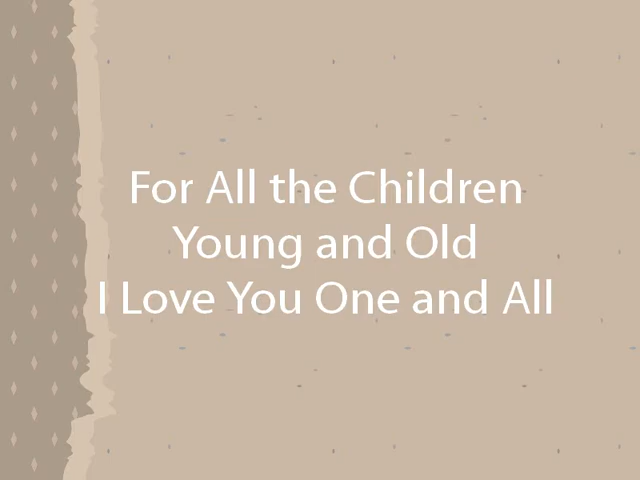 For All the Children
Young and Old
I Love You One and All